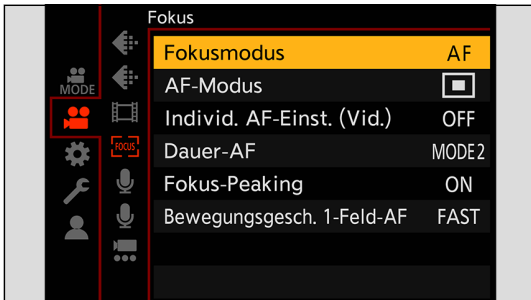 Fokus
Fokusmodus AF
AF-Modus
Individ. AF-Einst. (Vid.) OFF
Dauer-AF MODE2
Fokus-Peaking ON
Bewegungsgesch. 1-Feld-AF FAST
MODE
FOCUS